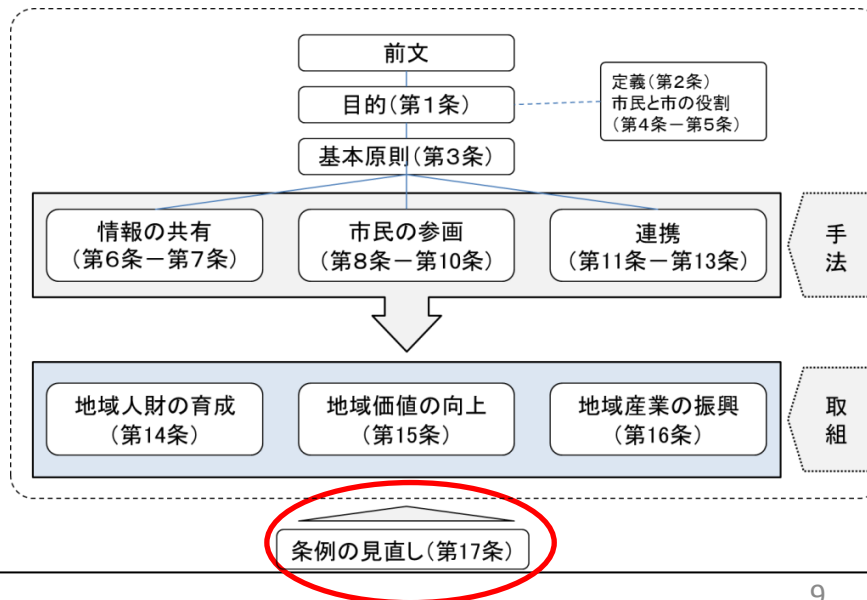 前文
目的(第1条)
定義(第2条)
市民と市の役割
(第4条－第5条)
基本原則(第3条)
情報の共有
(第6条－第7条)
市民の参画
(第8条－第10条)
連携
(第11条－第13条)
手
法
地域人財の育成
(第14条)
地域価値の向上
(第15条)
地域産業の振興
(第16条)
取
組
条例の見直し(第17条)
9